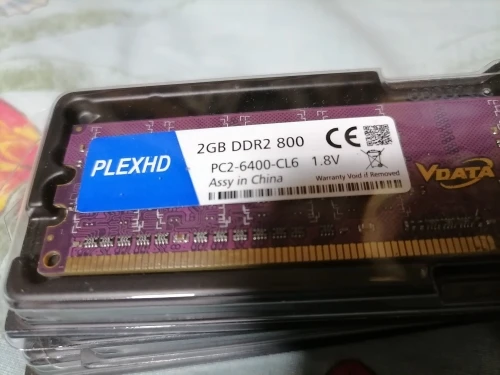 PLEXHD
2GB DDR2 800
CE
PC2-6400-CL6 1.8V
Assy in China
Warranty Void if Removed
VDATA